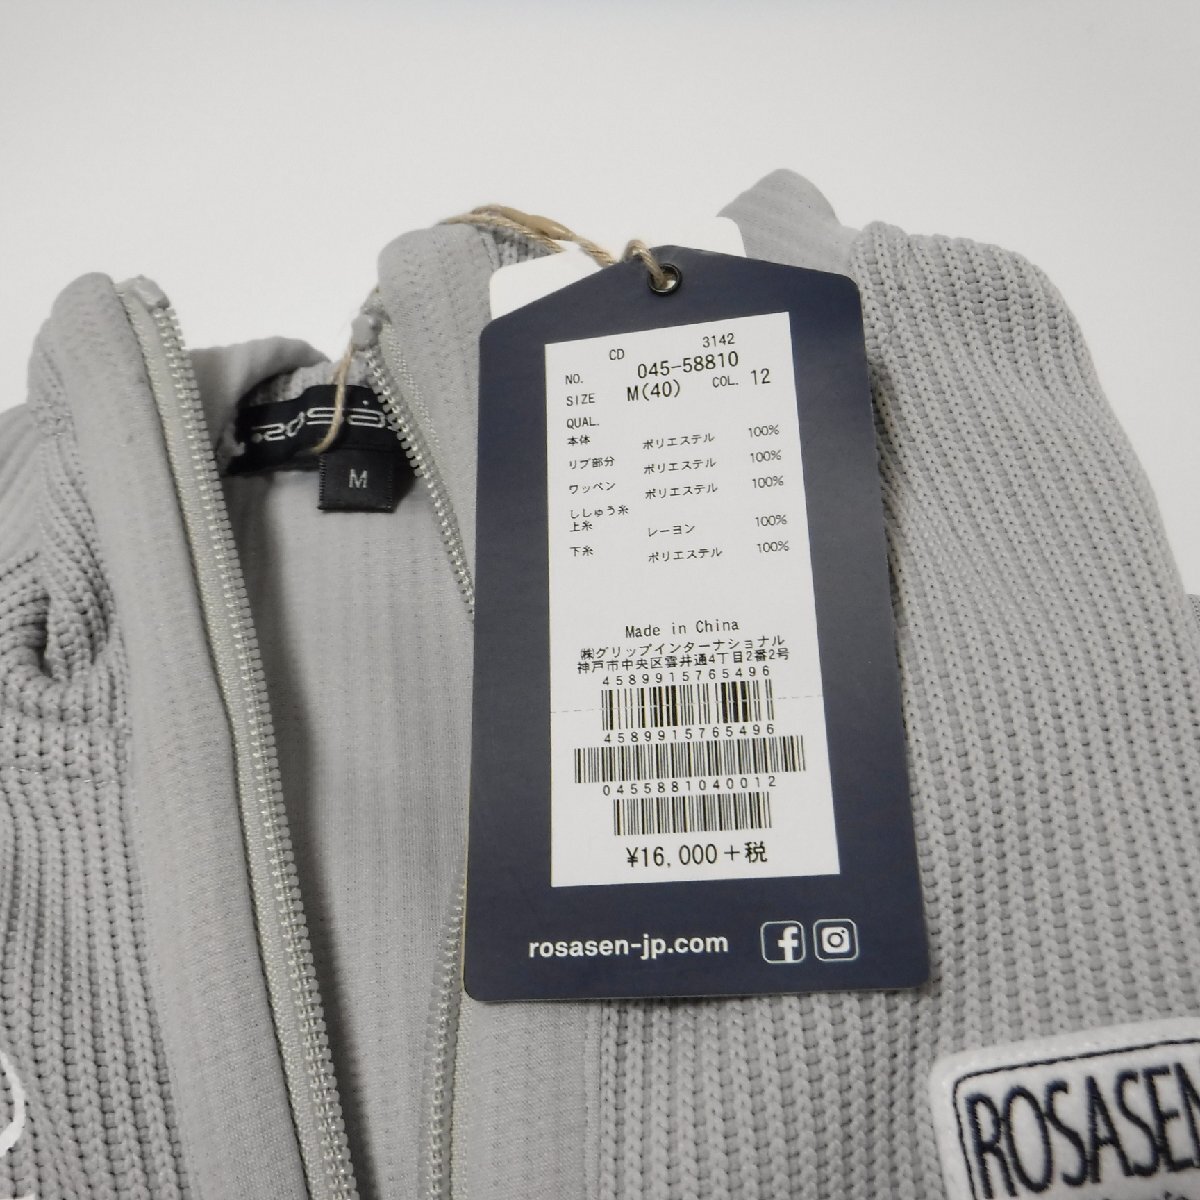 CD 3142
NO. 045-58810
SIZE M(40) COL. 12
QUAL.
本体 ポリエステル 100%
リブ部分 ポリエステル 100%
ワッペン ポリエステル 100%
ししゅう糸
上糸 レーヨン 100%
下糸 ポリエステル 100%
Made in China
㈱グリップインターナショナル
神戸市中央区雲井通4丁目2番2号
4589915765496
4589915765496
0455881040012
¥16,000+税
rosasen-jp.com
M
ROSASEN